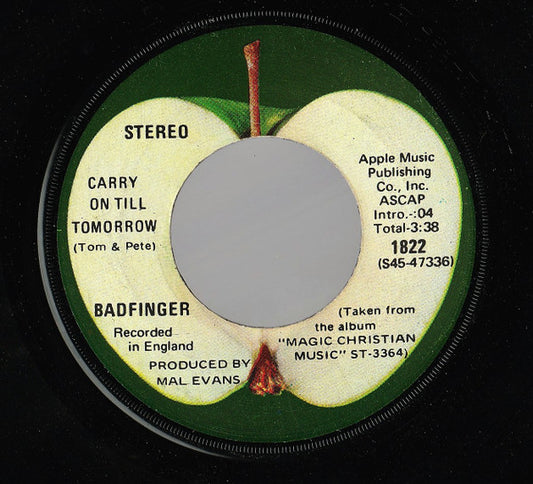 STEREO
CARRY
ON TILL
TOMORROW
(Tom & Pete)
BADFINGER
Recorded
in England
PRODUCED BY
MAL EVANS
Apple Music
Publishing
Co., Inc.
ASCAP
Intro.-:04
Total-3:38
1822
(S45-47336)
(Taken from
the album
"MAGIC CHRISTIAN
MUSIC" ST-3364)